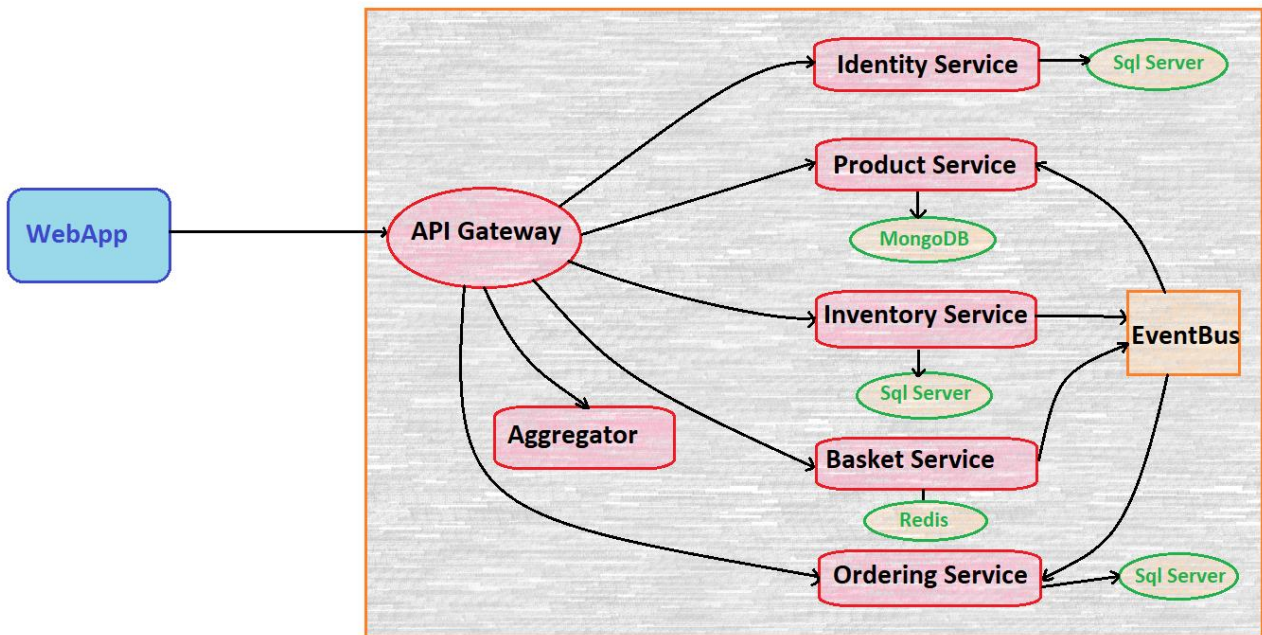 Identity Service
Sql Server
Product Service
WebApp
API Gateway
MongoDB
Inventory Service
EventBus
Sql Server
Aggregator
Basket Service
Redis
Ordering Service
Sql Server